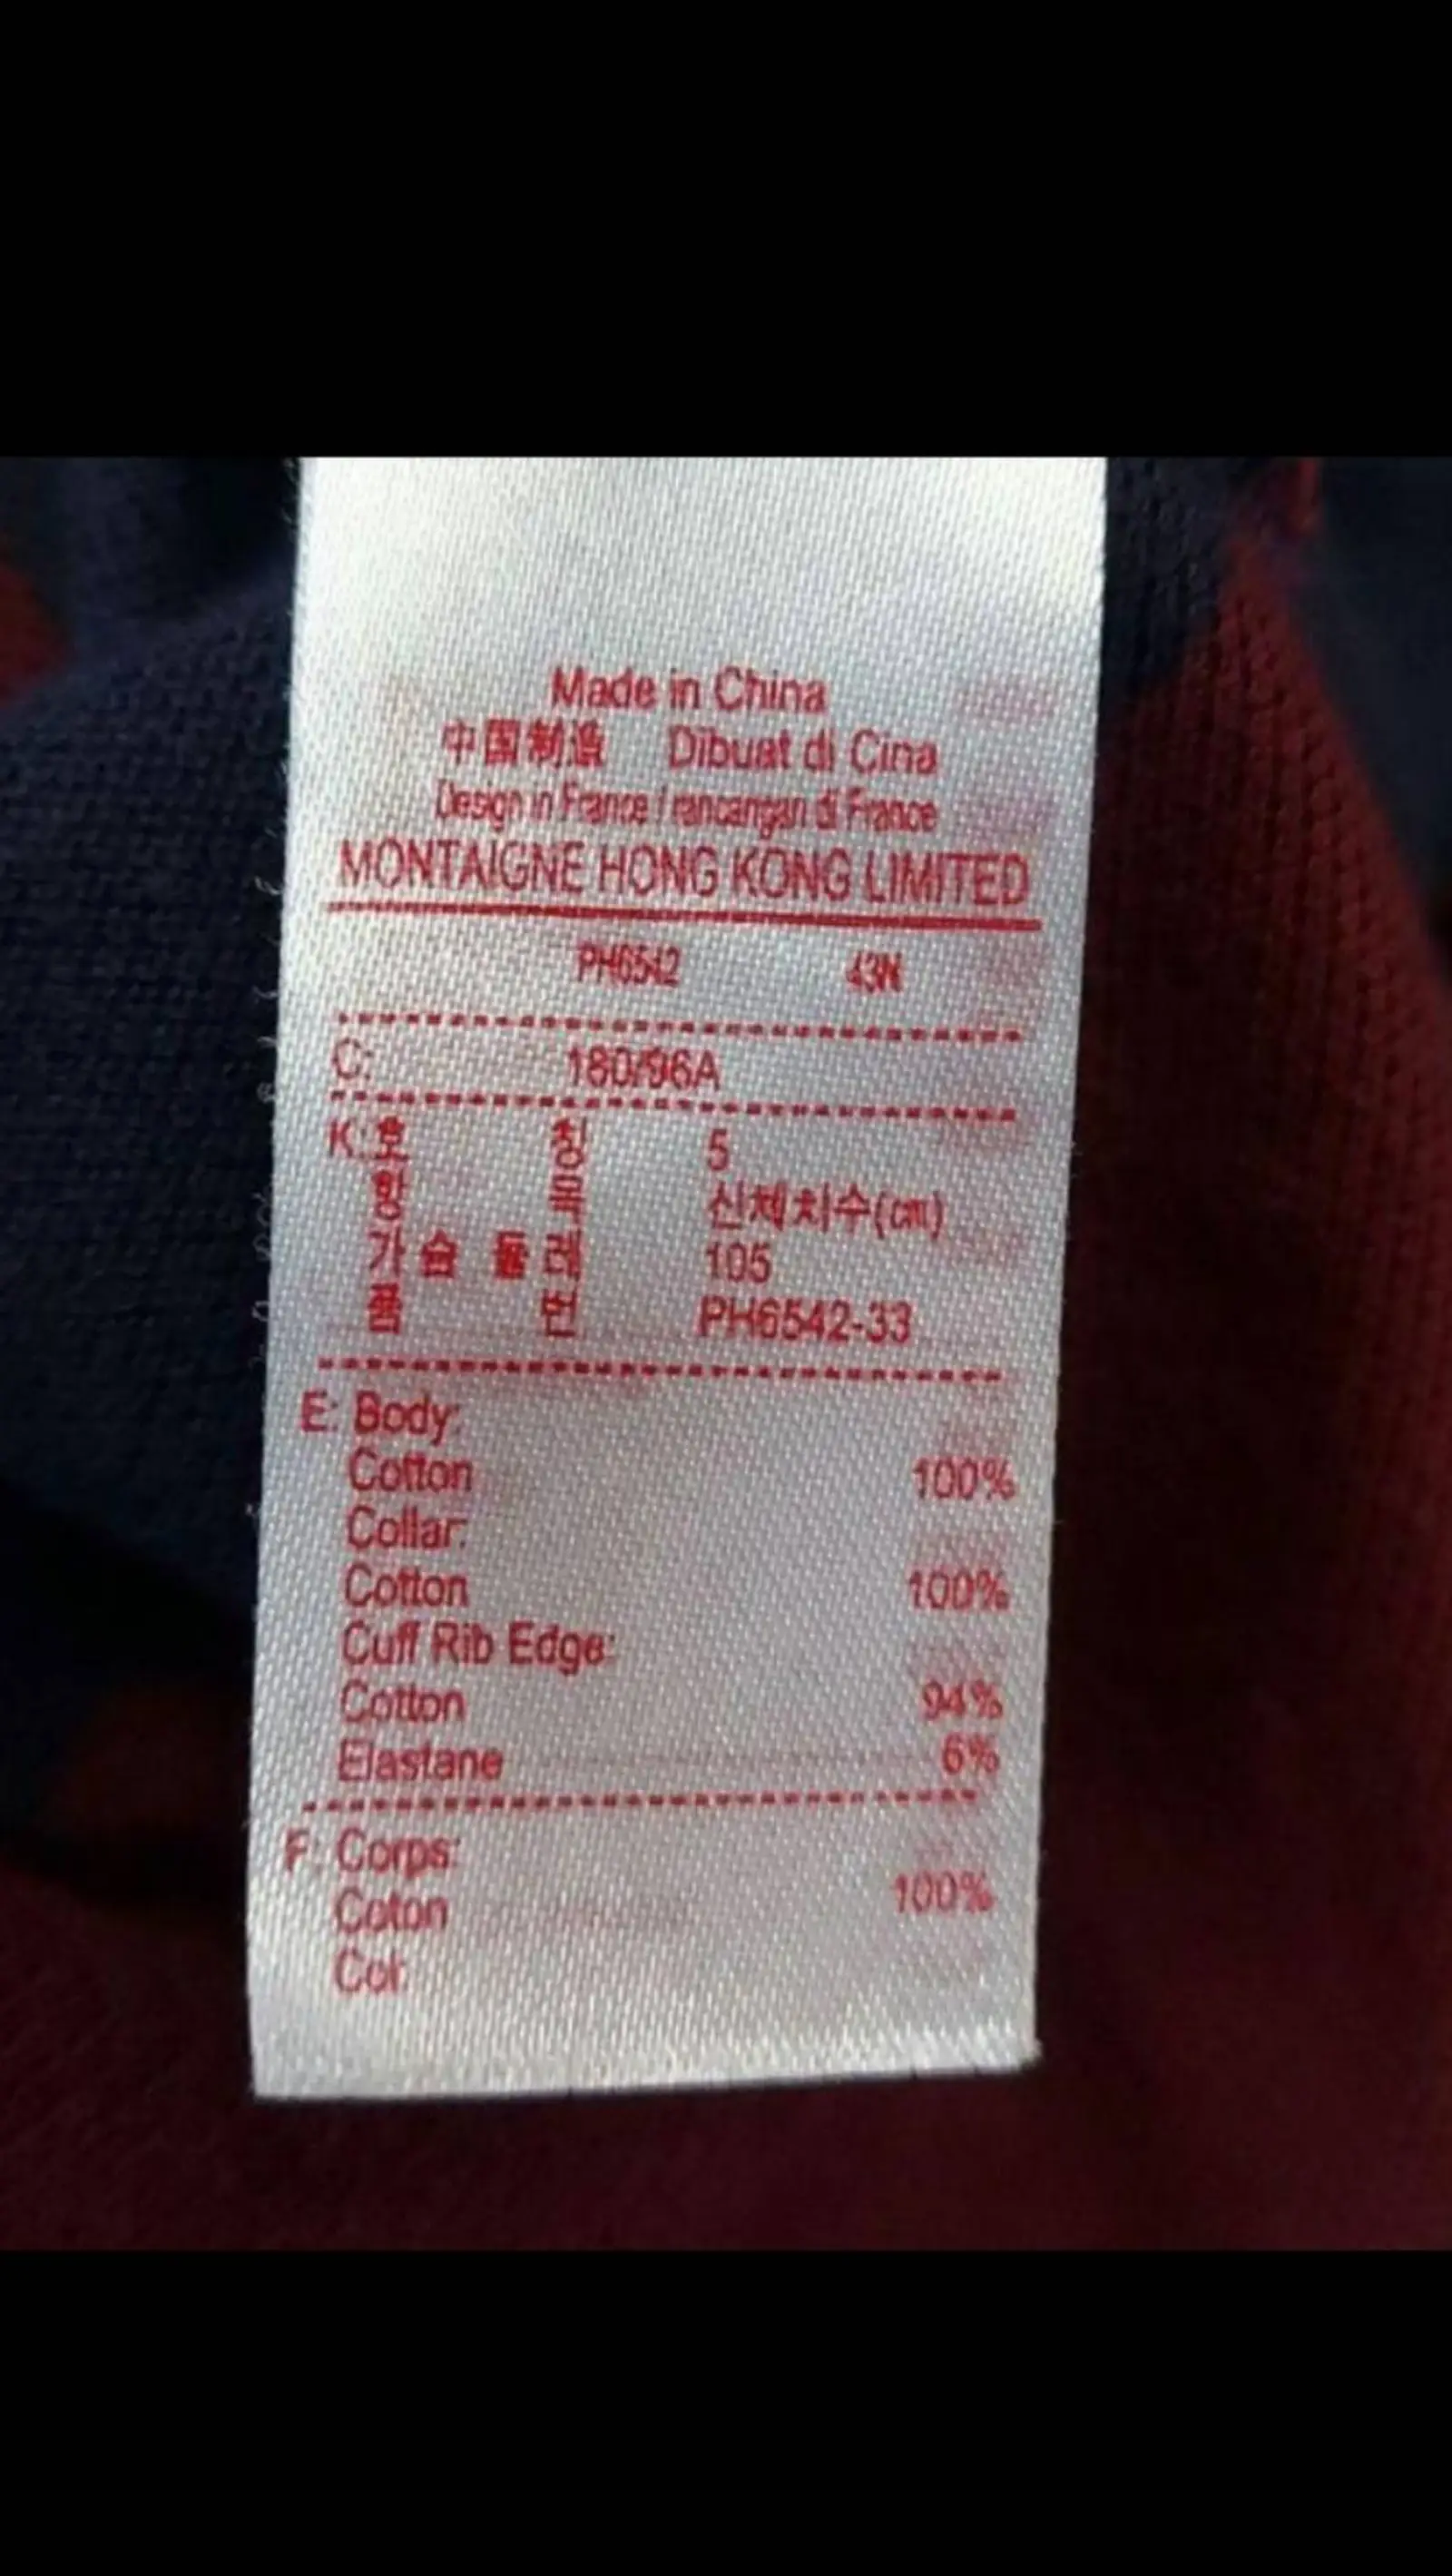 Made in China
中国制造 Dibuat di Cina
Design in France / rancangan di France
MONTAIGNE HONG KONG LIMITED
PH6542 43N
C: 180/96A
K: 호 칭 5
항 목 신체치수(cm)
가 슴 둘 레 105
품 번 PH6542-33
E: Body:
Cotton 100%
Collar:
Cotton 100%
Cuff Rib Edge:
Cotton 94%
Elastane 6%
F: Corps:
Coton 100%
Col: